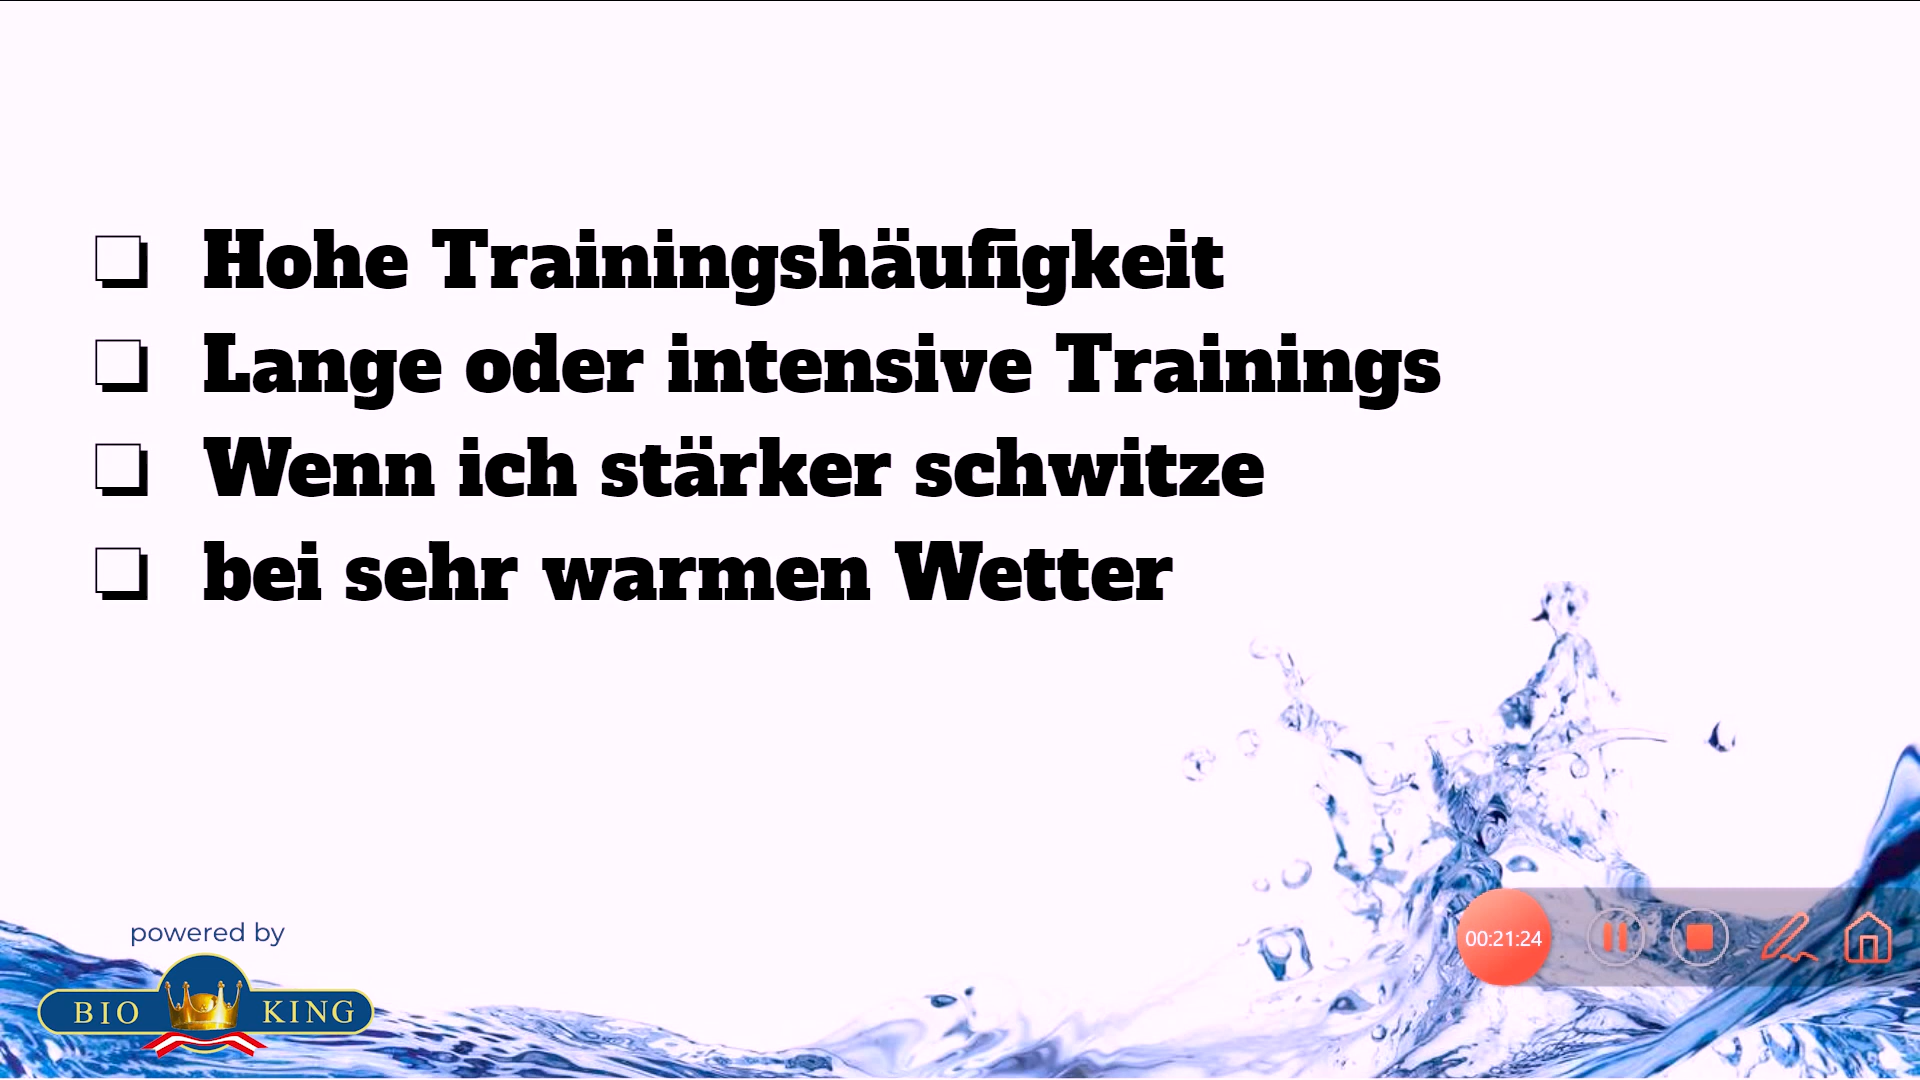 ❏ Hohe Trainingshäufigkeit
❏ Lange oder intensive Trainings
❏ Wenn ich stärker schwitze
❏ bei sehr warmen Wetter
powered by
BIO KING
00:21:24